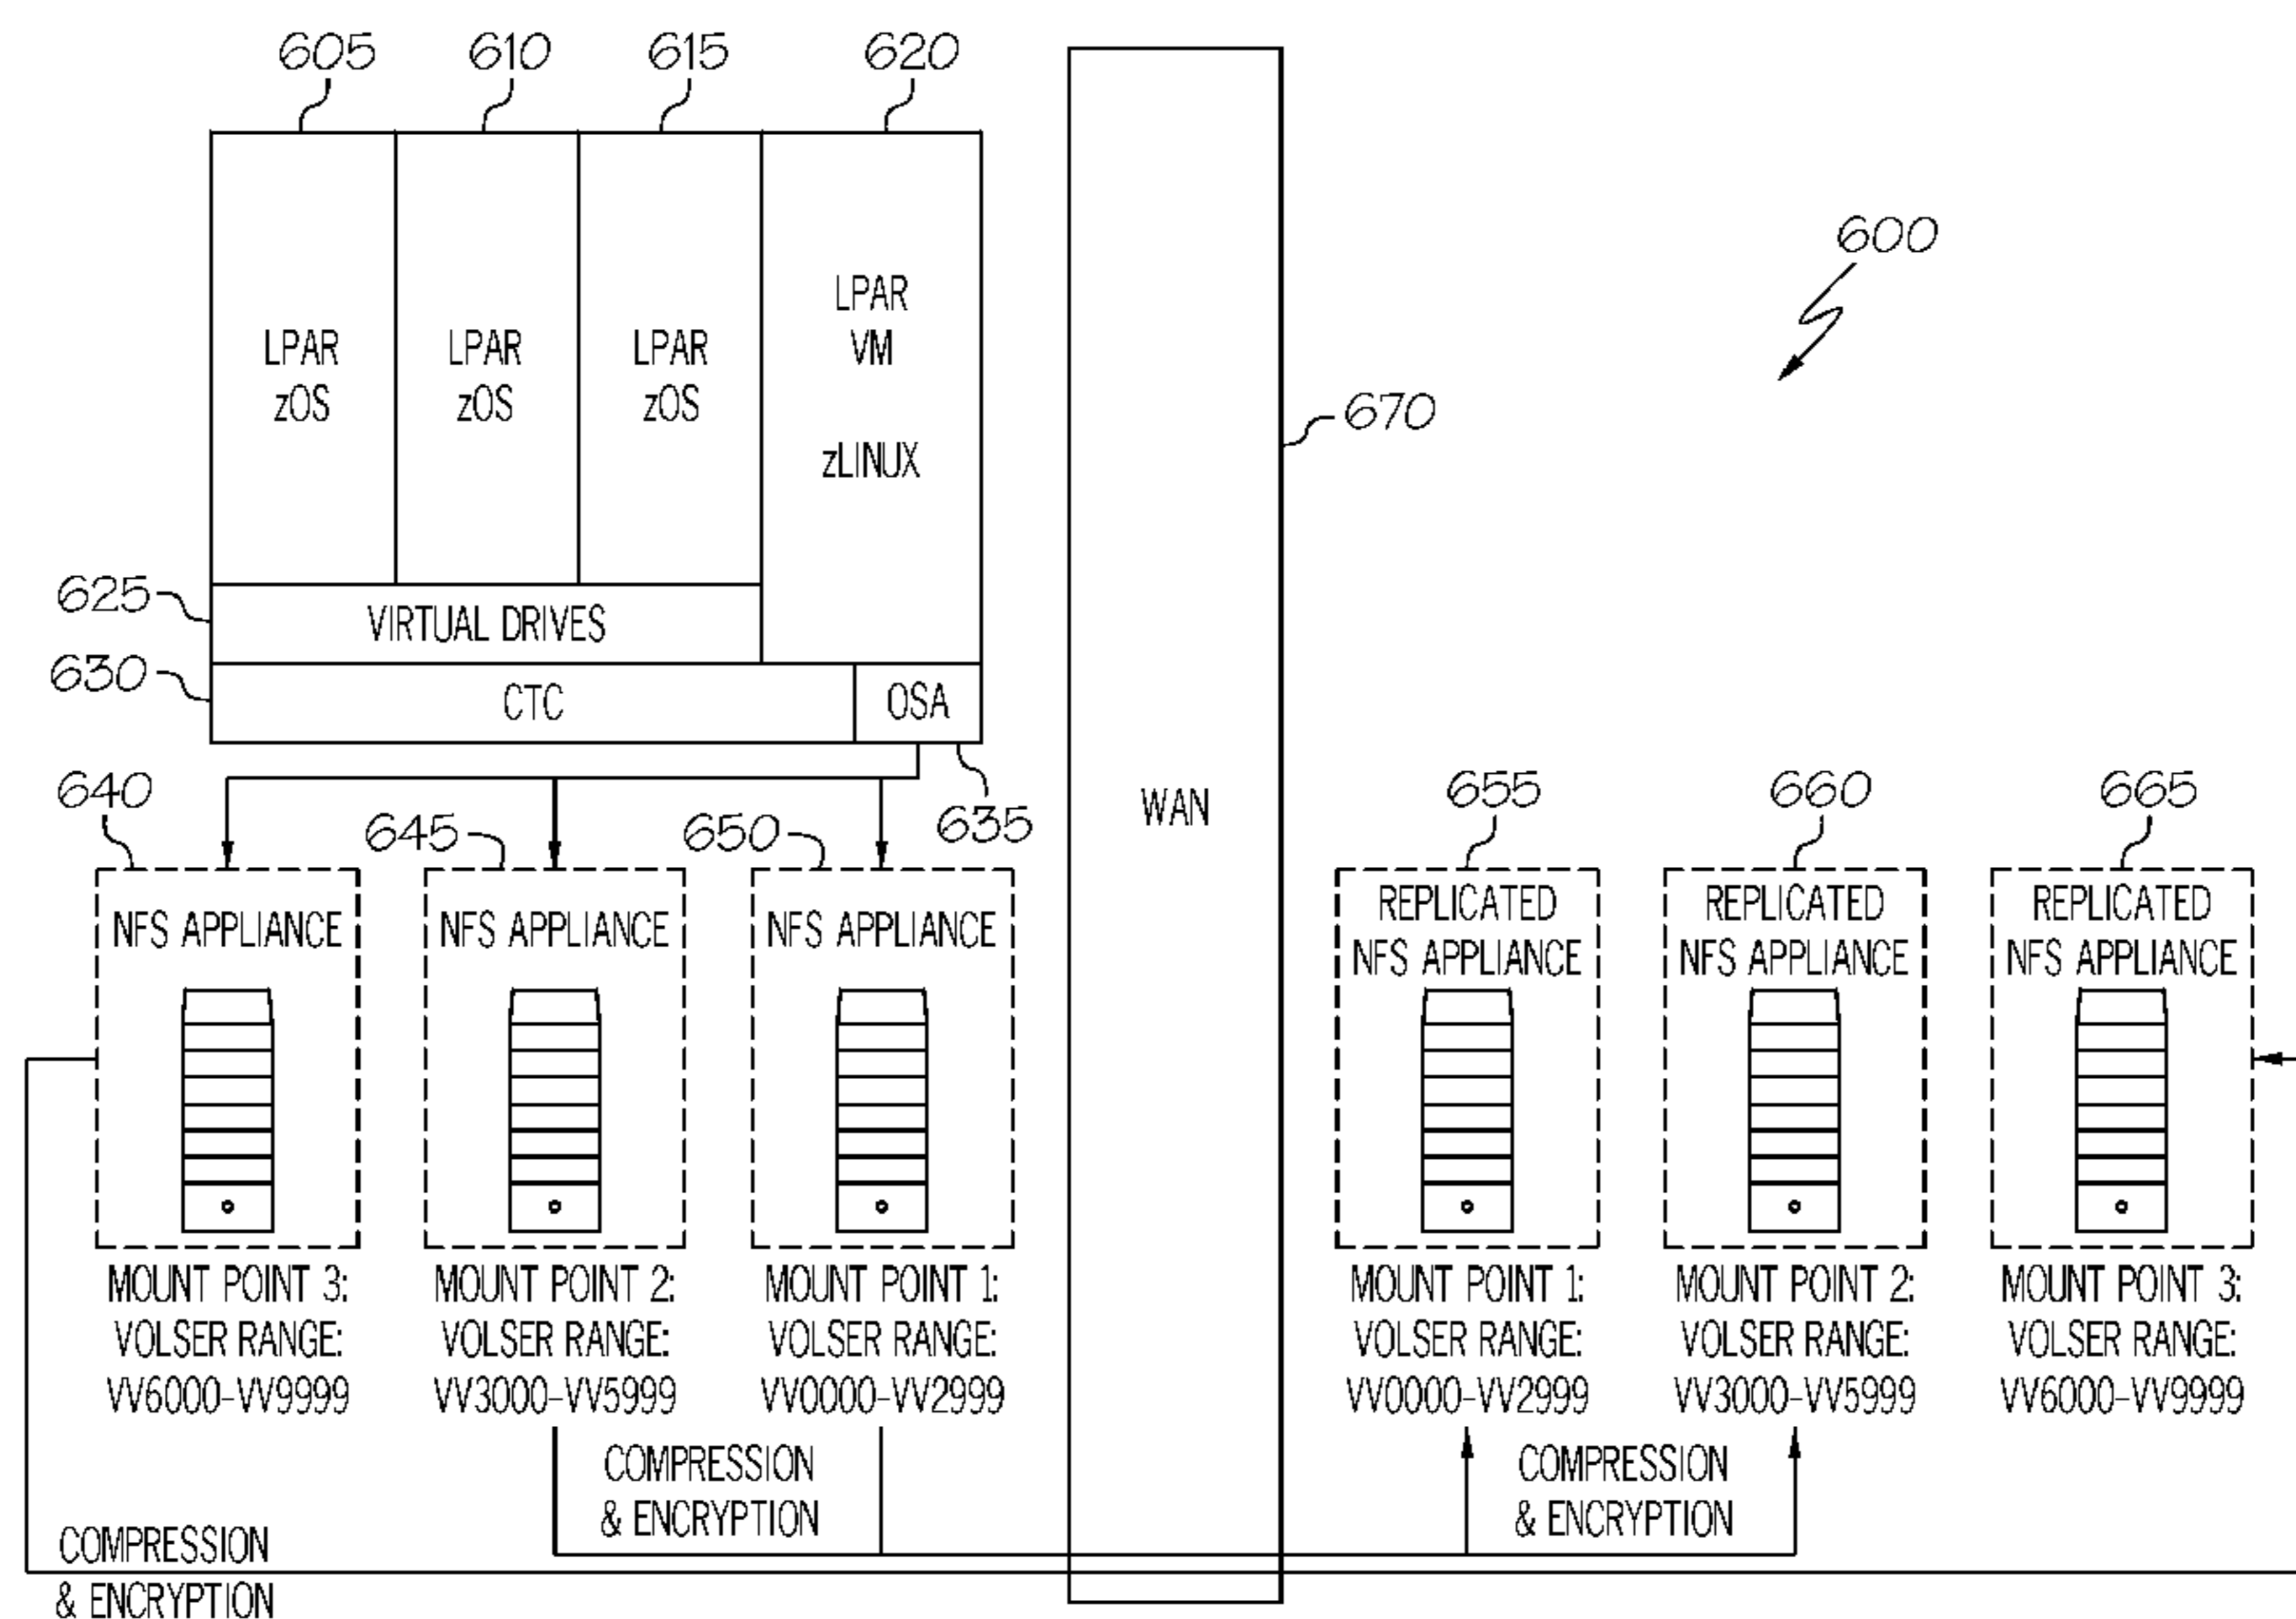 605
610
615
620
600
670
LPAR
zOS
LPAR
zOS
LPAR
zOS
LPAR
VM
zLINUX
625
VIRTUAL DRIVES
630
CTC
OSA
635
WAN
640
NFS APPLIANCE
MOUNT POINT 3:
VOLSER RANGE:
VV6000-VV9999
645
NFS APPLIANCE
MOUNT POINT 2:
VOLSER RANGE:
VV3000-VV5999
650
NFS APPLIANCE
MOUNT POINT 1:
VOLSER RANGE:
VV0000-VV2999
655
REPLICATED
NFS APPLIANCE
MOUNT POINT 1:
VOLSER RANGE:
VV0000-VV2999
660
REPLICATED
NFS APPLIANCE
MOUNT POINT 2:
VOLSER RANGE:
VV3000-VV5999
665
REPLICATED
NFS APPLIANCE
MOUNT POINT 3:
VOLSER RANGE:
VV6000-VV9999
COMPRESSION
& ENCRYPTION
COMPRESSION
& ENCRYPTION
COMPRESSION
& ENCRYPTION